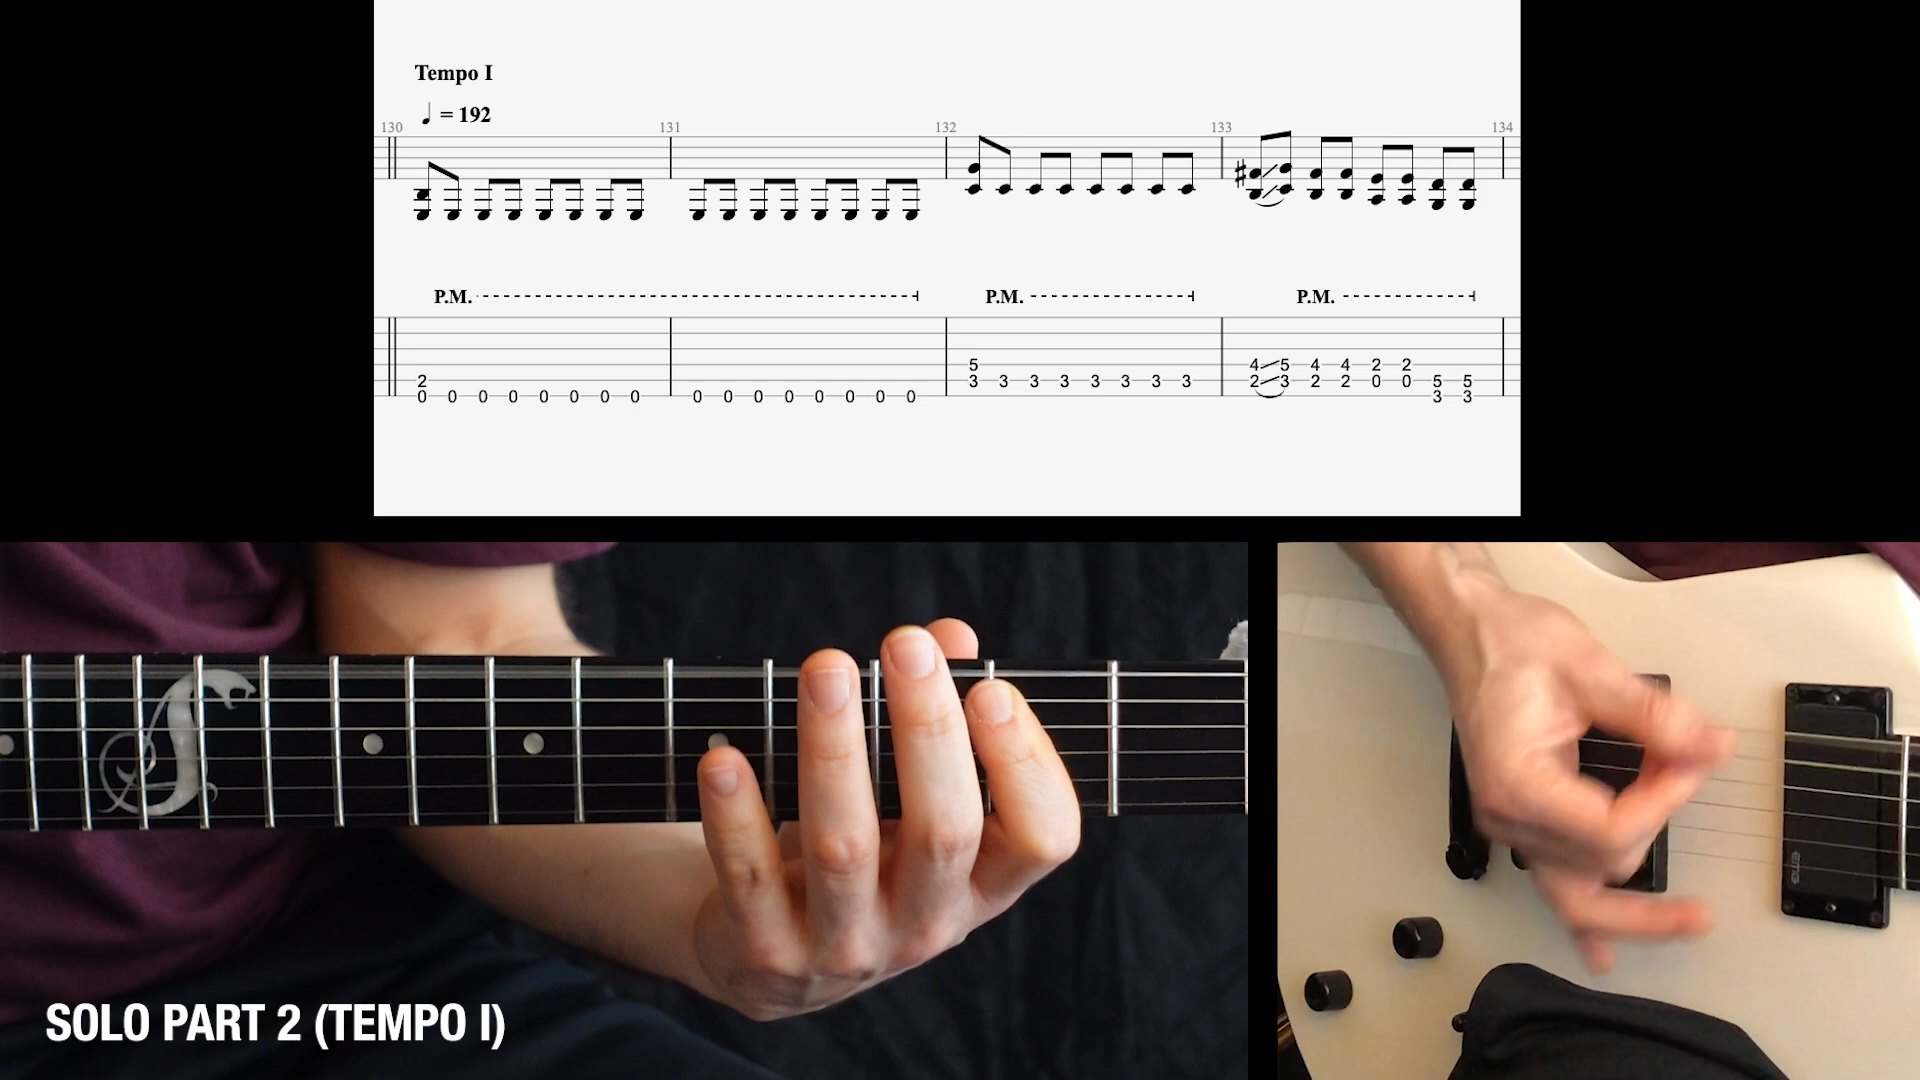 Tempo I
♩ = 192
130 131 132 133 134
P.M. P.M. P.M.
5 4 5 4 4 2 2
2 3 3 3 3 3 3 3 3 2 3 2 2 0 0 5 5
0 0 0 0 0 0 0 0 0 0 0 0 0 0 0 0 3 3
EMG
SOLO PART 2 (TEMPO I)